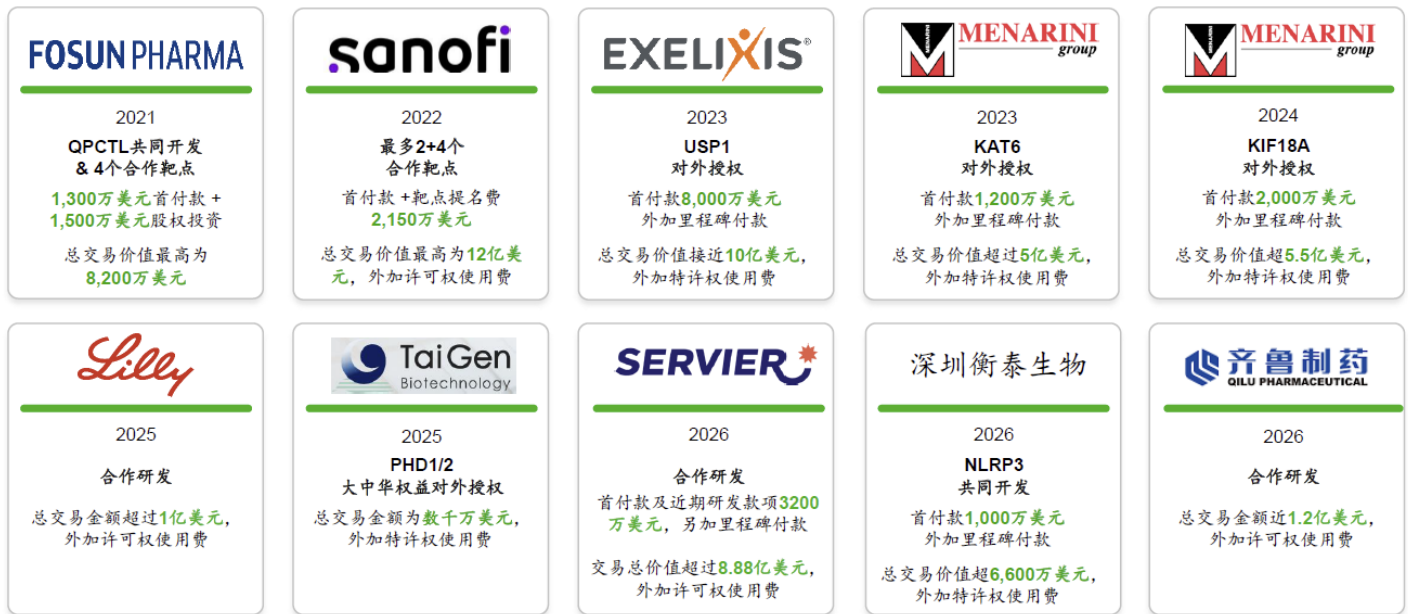 FOSUN PHARMA
2021
QPCTL共同开发
& 4个合作靶点
1,300万美元首付款 +
1,500万美元股权投资
总交易价值最高为
8,200万美元
sanofi
2022
最多2+4个
合作靶点
首付款 +靶点提名费
2,150万美元
总交易价值最高为12亿美
元，外加许可权使用费
EXELIXIS®
2023
USP1
对外授权
首付款8,000万美元
外加里程碑付款
总交易价值接近10亿美元，
外加特许权使用费
MENARINI
MENARINI
group
2023
KAT6
对外授权
首付款1,200万美元
外加里程碑付款
总交易价值超过5亿美元，
外加特许权使用费
MENARINI
MENARINI
group
2024
KIF18A
对外授权
首付款2,000万美元
外加里程碑付款
总交易价值超5.5亿美元，
外加特许权使用费
Lilly
2025
合作研发
总交易金额超过1亿美元，
外加许可权使用费
TaiGen
Biotechnology
2025
PHD1/2
大中华权益对外授权
总交易金额为数千万美元，
外加特许权使用费
SERVIER
2026
合作研发
首付款及近期研发款项3200
万美元，另加里程碑付款
交易总价值超过8.88亿美元，
外加许可权使用费
深圳衡泰生物
2026
NLRP3
共同开发
首付款1,000万美元
外加里程碑付款
总交易价值超6,600万美元，
外加特许权使用费
齐鲁制药
QILU PHARMACEUTICAL
2026
合作研发
总交易金额近1.2亿美元，
外加许可权使用费